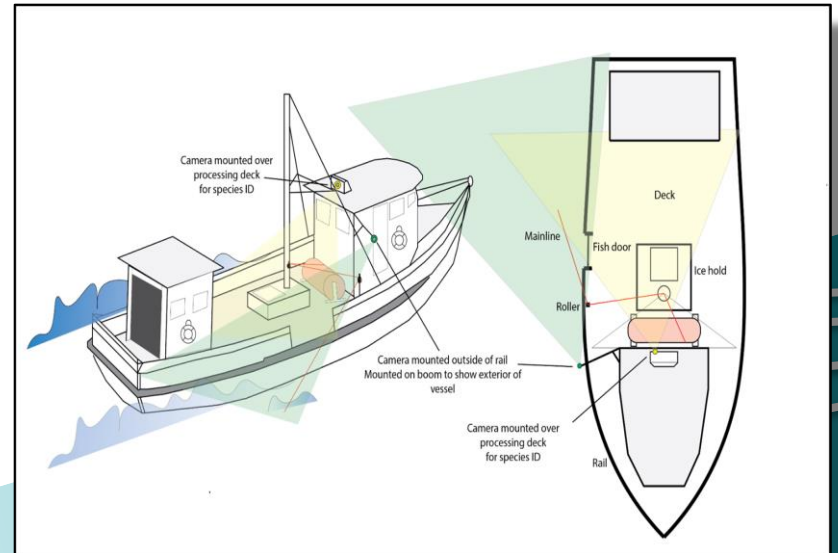 Camera mounted over
processing deck
for species ID
Deck
Mainline
Fish door
Ice hold
Roller
Camera mounted outside of rail
Mounted on boom to show exterior of
vessel
Camera mounted over
processing deck
for species ID
Rail